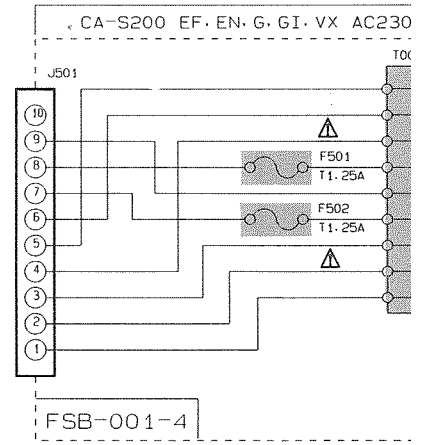 CA-S200 EF. EN. G. GI. VX AC230
TOO
J501
10
9
F501
8
T1.25A
7
F502
6
T1.25A
5
4
3
2
1
FSB-001-4